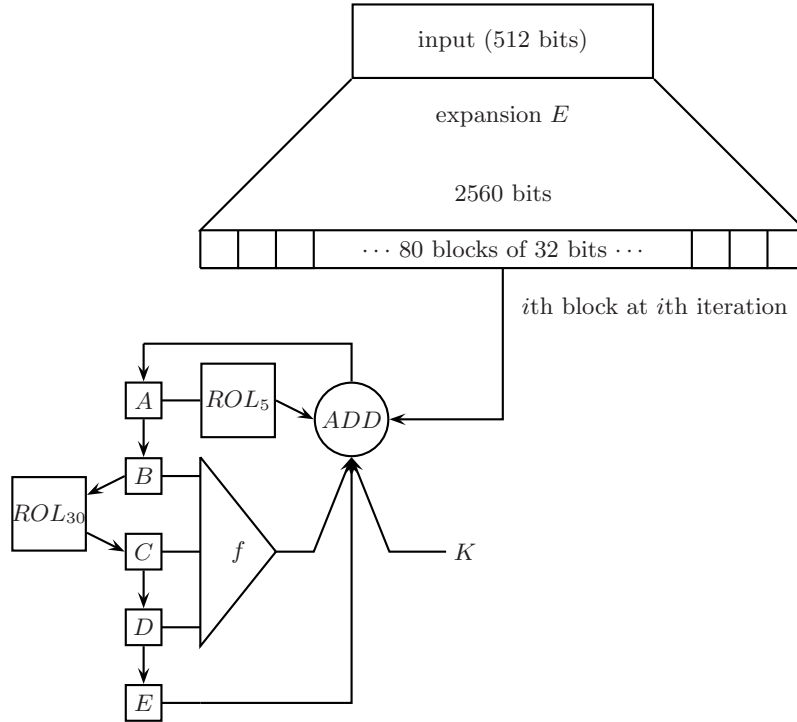 input (512 bits)
expansion E
2560 bits
··· 80 blocks of 32 bits ···
ith block at ith iteration
A
ROL₅
ADD
B
ROL₃₀
C
f
K
D
E